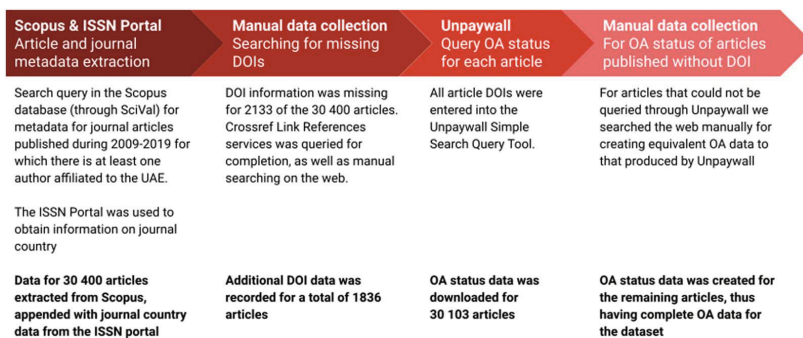 Scopus & ISSN Portal
Article and journal
metadata extraction
Search query in the Scopus
database (through SciVal) for
metadata for journal articles
published during 2009-2019 for
which there is at least one
author affiliated to the UAE.
The ISSN Portal was used to
obtain information on journal
country
Data for 30 400 articles
extracted from Scopus,
appended with journal country
data from the ISSN portal
Manual data collection
Searching for missing
DOIs
DOI information was missing
for 2133 of the 30 400 articles.
Crossref Link References
services was queried for
completion, as well as manual
searching on the web.
Additional DOI data was
recorded for a total of 1836
articles
Unpaywall
Query OA status
for each article
All article DOIs were
entered into the
Unpaywall Simple
Search Query Tool.
OA status data was
downloaded for
30 103 articles
Manual data collection
For OA status of articles
published without DOI
For articles that could not be
queried through Unpaywall we
searched the web manually for
creating equivalent OA data to
that produced by Unpaywall
OA status data was created for
the remaining articles, thus
having complete OA data for
the dataset